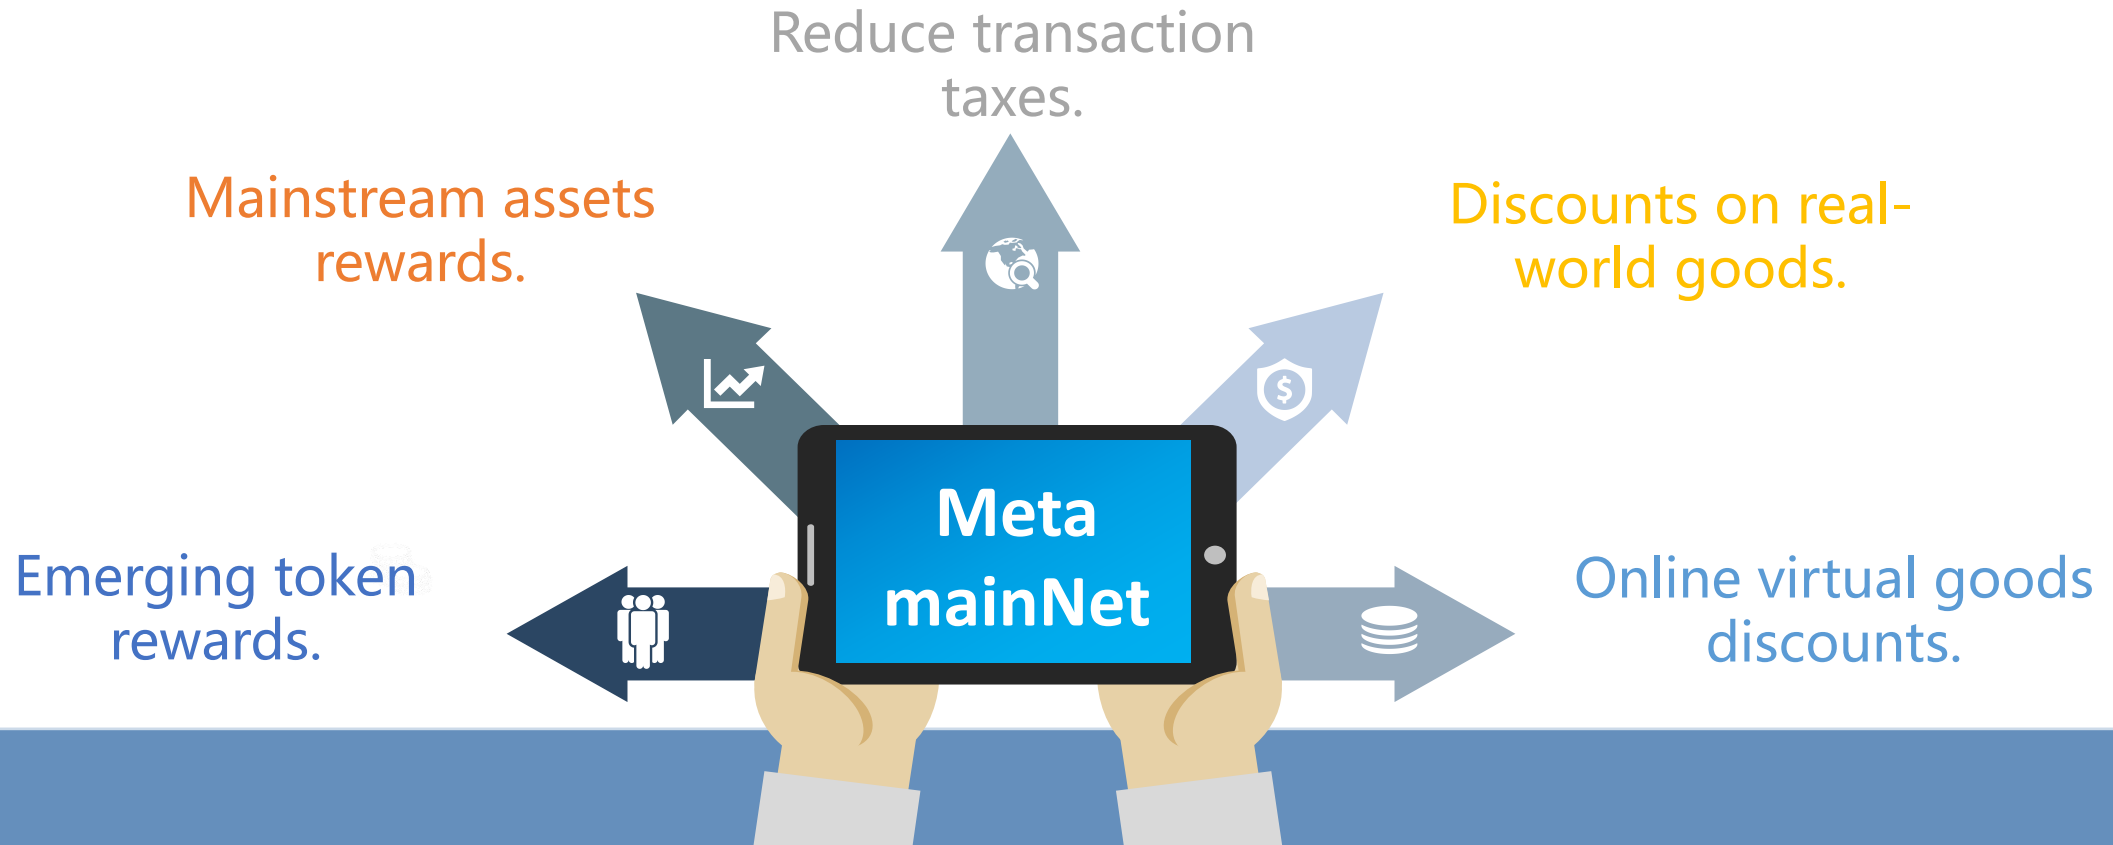 Reduce transaction
taxes.
Mainstream assets
rewards.
Discounts on real-
world goods.
Meta
mainNet
Emerging token
rewards.
Online virtual goods
discounts.